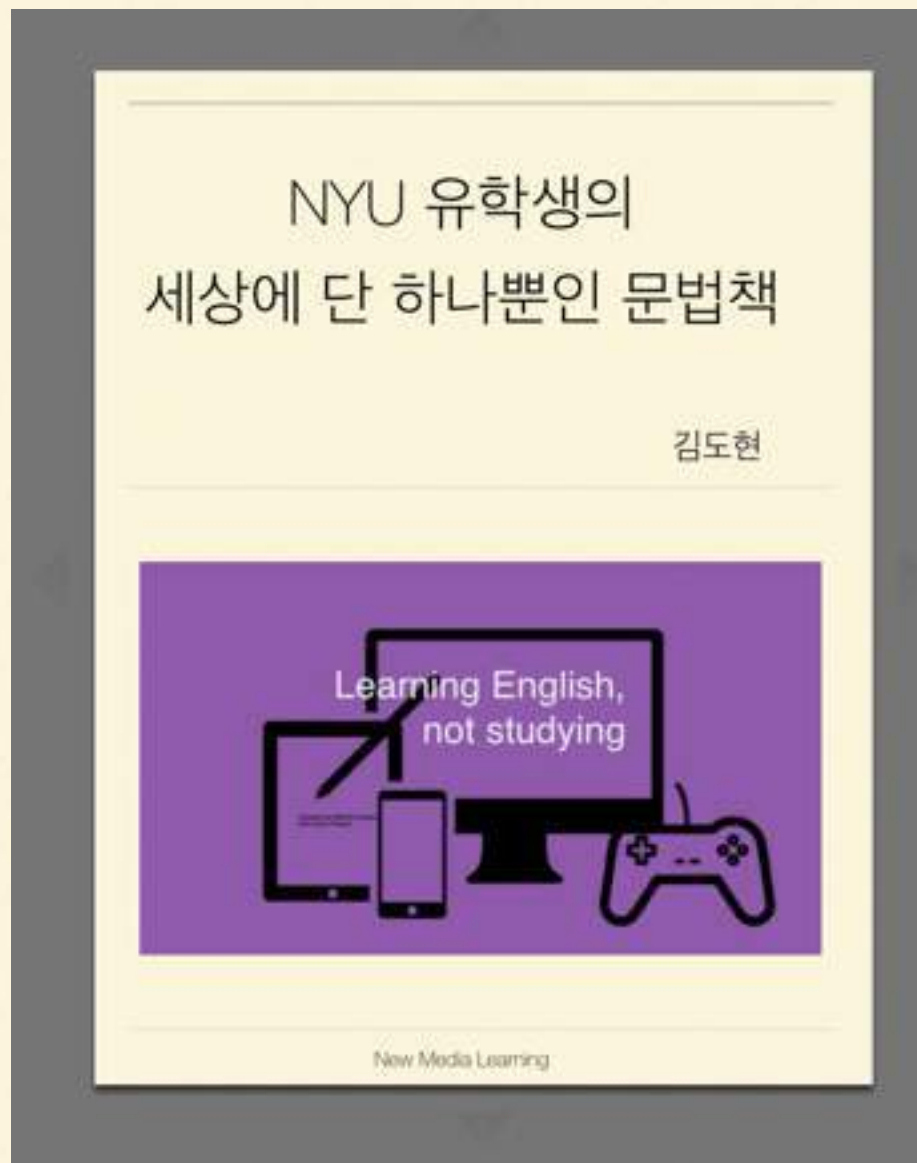 NYU 유학생의
세상에 단 하나뿐인 문법책
김도현
Learning English,
not studying
New Media Learning